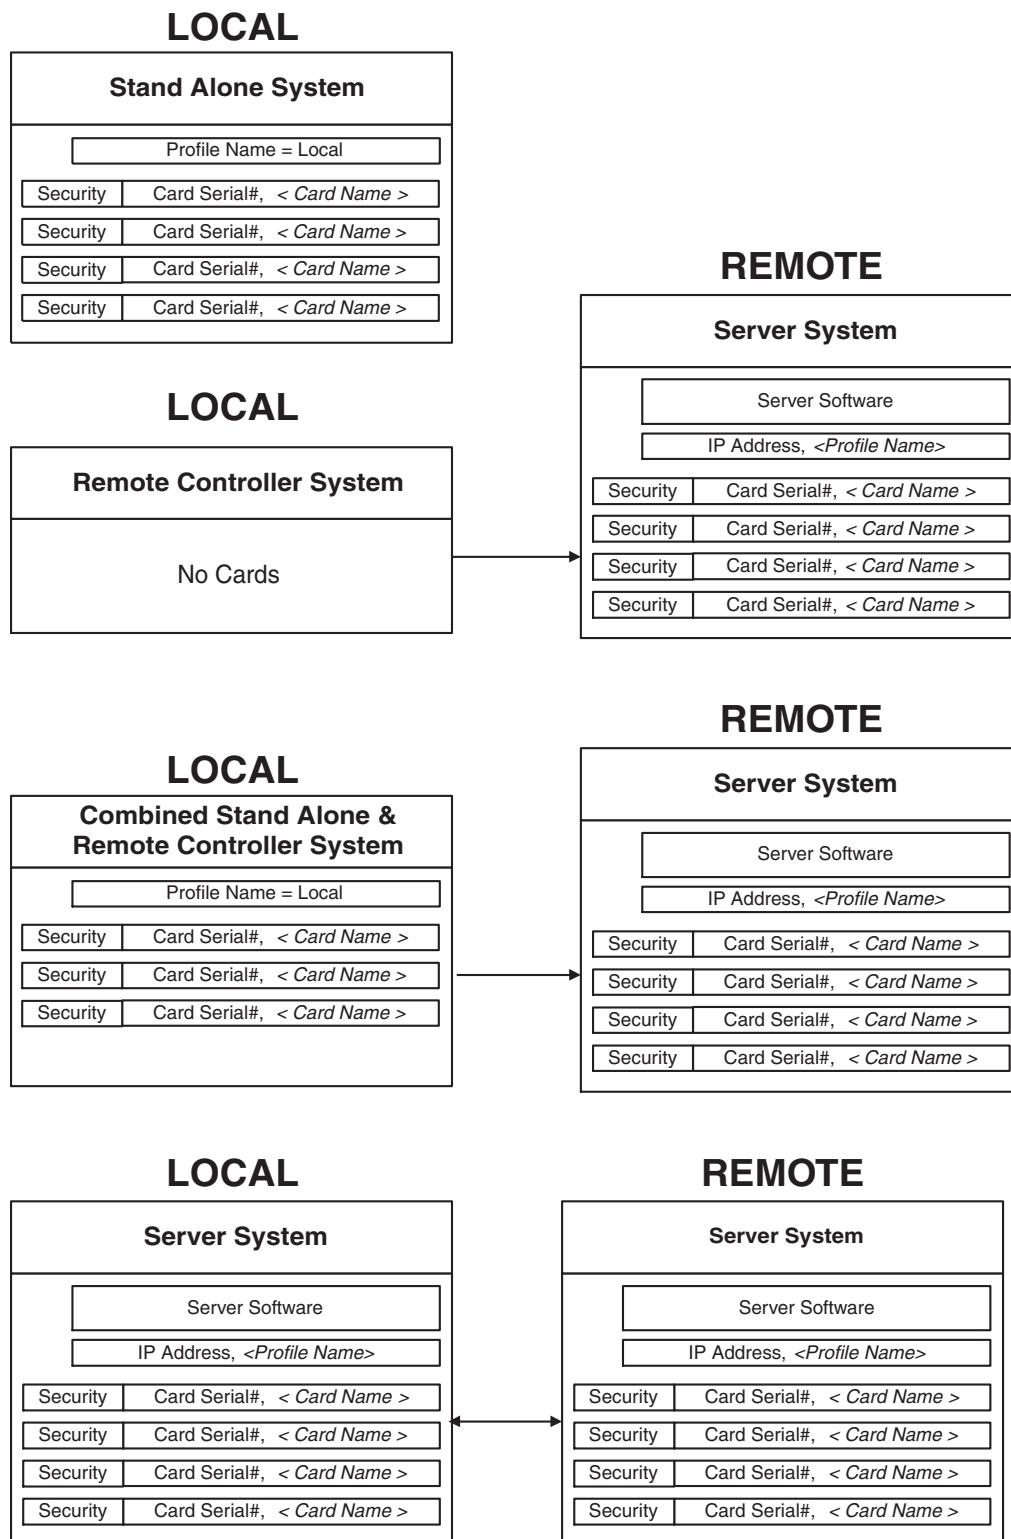 LOCAL
Stand Alone System
Profile Name = Local
Security Card Serial#, < Card Name >
Security Card Serial#, < Card Name >
Security Card Serial#, < Card Name >
Security Card Serial#, < Card Name >
LOCAL
Remote Controller System
No Cards
REMOTE
Server System
Server Software
IP Address, <Profile Name>
Security Card Serial#, < Card Name >
Security Card Serial#, < Card Name >
Security Card Serial#, < Card Name >
Security Card Serial#, < Card Name >
LOCAL
Combined Stand Alone &
Remote Controller System
Profile Name = Local
Security Card Serial#, < Card Name >
Security Card Serial#, < Card Name >
Security Card Serial#, < Card Name >
REMOTE
Server System
Server Software
IP Address, <Profile Name>
Security Card Serial#, < Card Name >
Security Card Serial#, < Card Name >
Security Card Serial#, < Card Name >
Security Card Serial#, < Card Name >
LOCAL
Server System
Server Software
IP Address, <Profile Name>
Security Card Serial#, < Card Name >
Security Card Serial#, < Card Name >
Security Card Serial#, < Card Name >
Security Card Serial#, < Card Name >
REMOTE
Server System
Server Software
IP Address, <Profile Name>
Security Card Serial#, < Card Name >
Security Card Serial#, < Card Name >
Security Card Serial#, < Card Name >
Security Card Serial#, < Card Name >